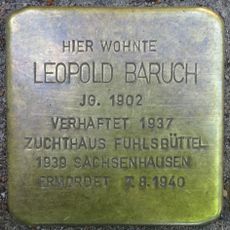 HIER WOHNTE
LEOPOLD BARUCH
JG. 1902
VERHAFTET 1937
ZUCHTHAUS FUHLSBÜTTEL
1939 SACHSENHAUSEN
ERMORDET 7.8.1940